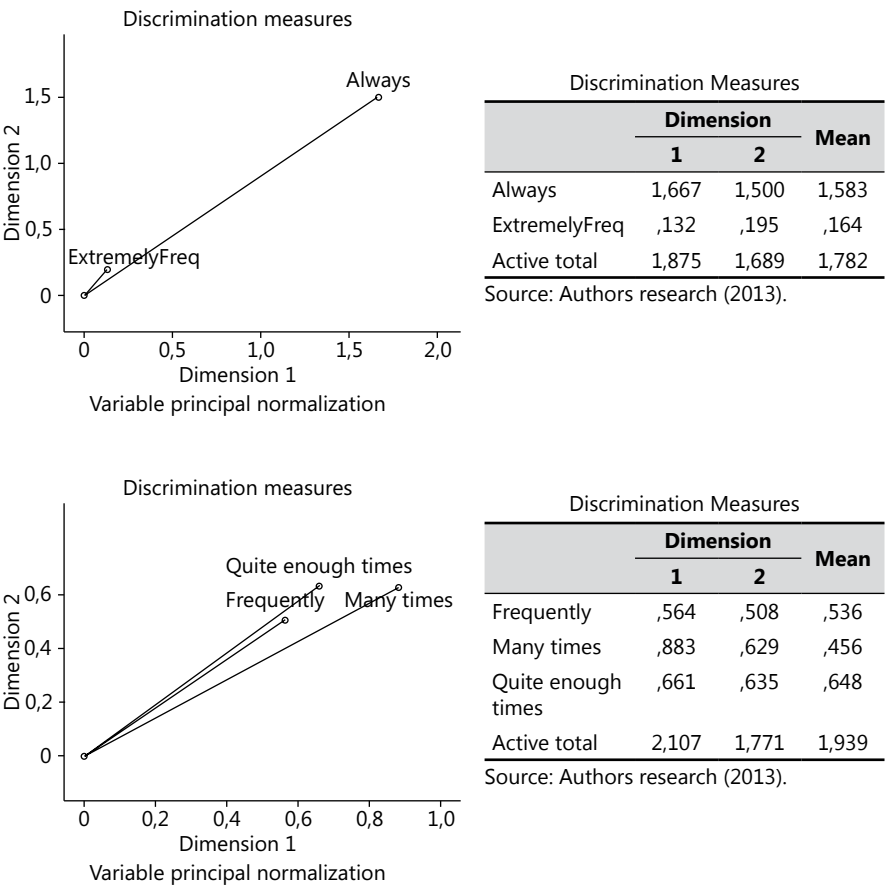 Discrimination measures
Always
ExtremelyFreq
1,5
1,0
0,5
0
Dimension 2
0 0,5 1,0 1,5 2,0
Dimension 1
Variable principal normalization
Discrimination Measures
Dimension Mean
1 2
Always 1,667 1,500 1,583
ExtremelyFreq ,132 ,195 ,164
Active total 1,875 1,689 1,782
Source: Authors research (2013).
Discrimination measures
Quite enough times
Frequently Many times
0,6
0,4
0,2
0
Dimension 2
0 0,2 0,4 0,6 0,8 1,0
Dimension 1
Variable principal normalization
Discrimination Measures
Dimension Mean
1 2
Frequently ,564 ,508 ,536
Many times ,883 ,629 ,456
Quite enough ,661 ,635 ,648
times
Active total 2,107 1,771 1,939
Source: Authors research (2013).